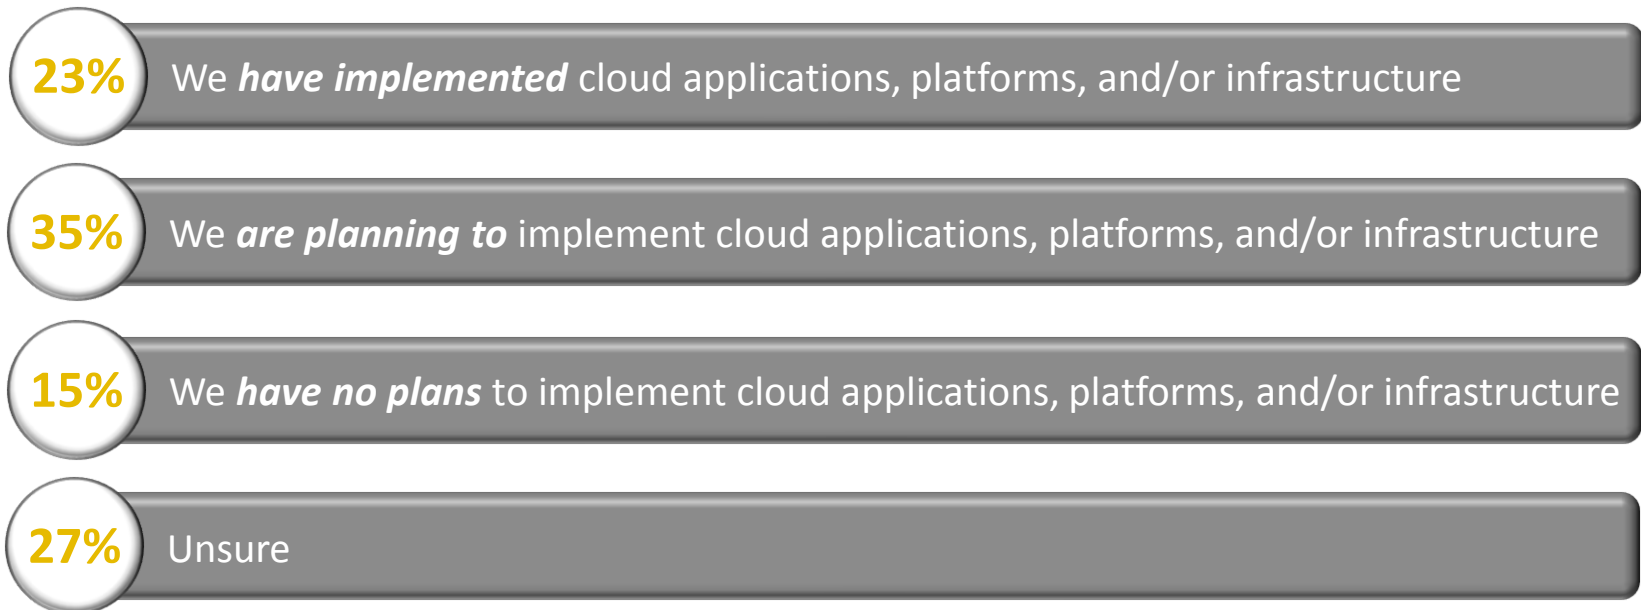 23% We have implemented cloud applications, platforms, and/or infrastructure
35% We are planning to implement cloud applications, platforms, and/or infrastructure
15% We have no plans to implement cloud applications, platforms, and/or infrastructure
27% Unsure